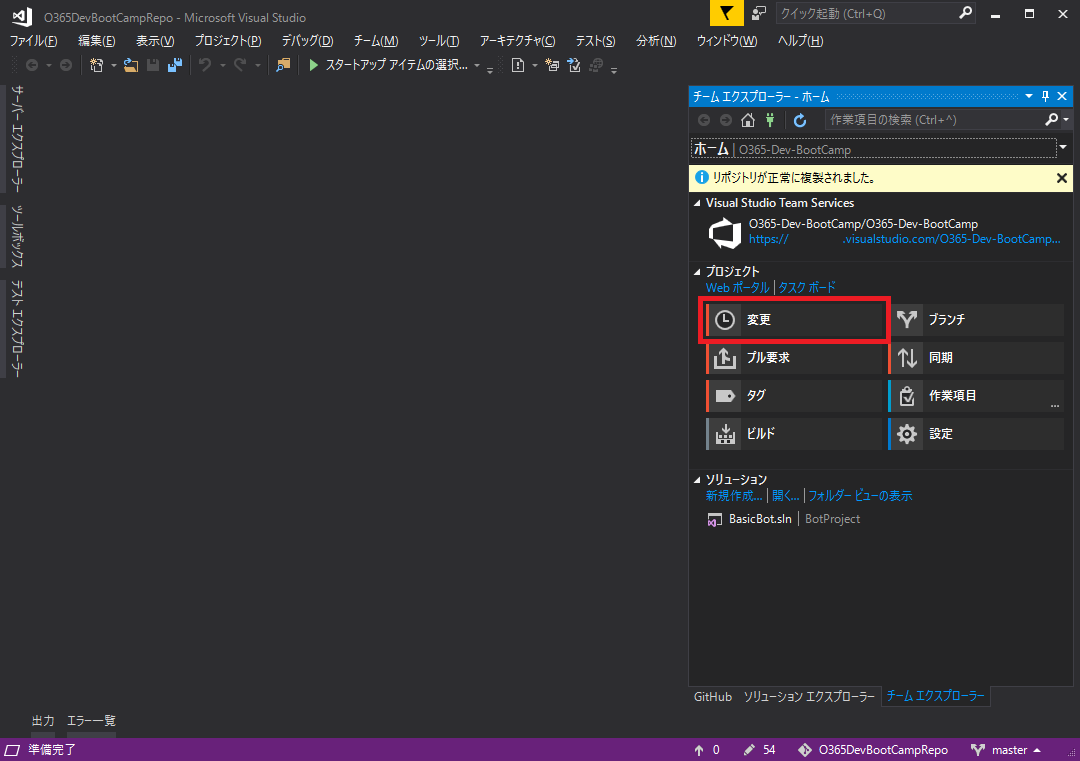 O365DevBootCampRepo - Microsoft Visual Studio
クイック起動 (Ctrl+Q)
ファイル(F) 編集(E) 表示(V) プロジェクト(P) デバッグ(D) チーム(M) ツール(T) アーキテクチャ(C) テスト(S) 分析(N) ウィンドウ(W) ヘルプ(H)
スタートアップ アイテムの選択...
サーバー エクスプローラー
ツールボックス
テスト エクスプローラー
チーム エクスプローラー - ホーム
作業項目の検索 (Ctrl+^)
ホーム | O365-Dev-BootCamp
リポジトリが正常に複製されました。
Visual Studio Team Services
O365-Dev-BootCamp/O365-Dev-BootCamp
https:// .visualstudio.com/O365-Dev-BootCamp...
プロジェクト
Web ポータル | タスク ボード
変更 ブランチ
プル要求 同期
タグ 作業項目 ...
ビルド 設定
ソリューション
新規作成... | 開く... | フォルダー ビューの表示
BasicBot.sln | BotProject
GitHub ソリューション エクスプローラー チーム エクスプローラー
出力 エラー一覧
準備完了 0 54 O365DevBootCampRepo master